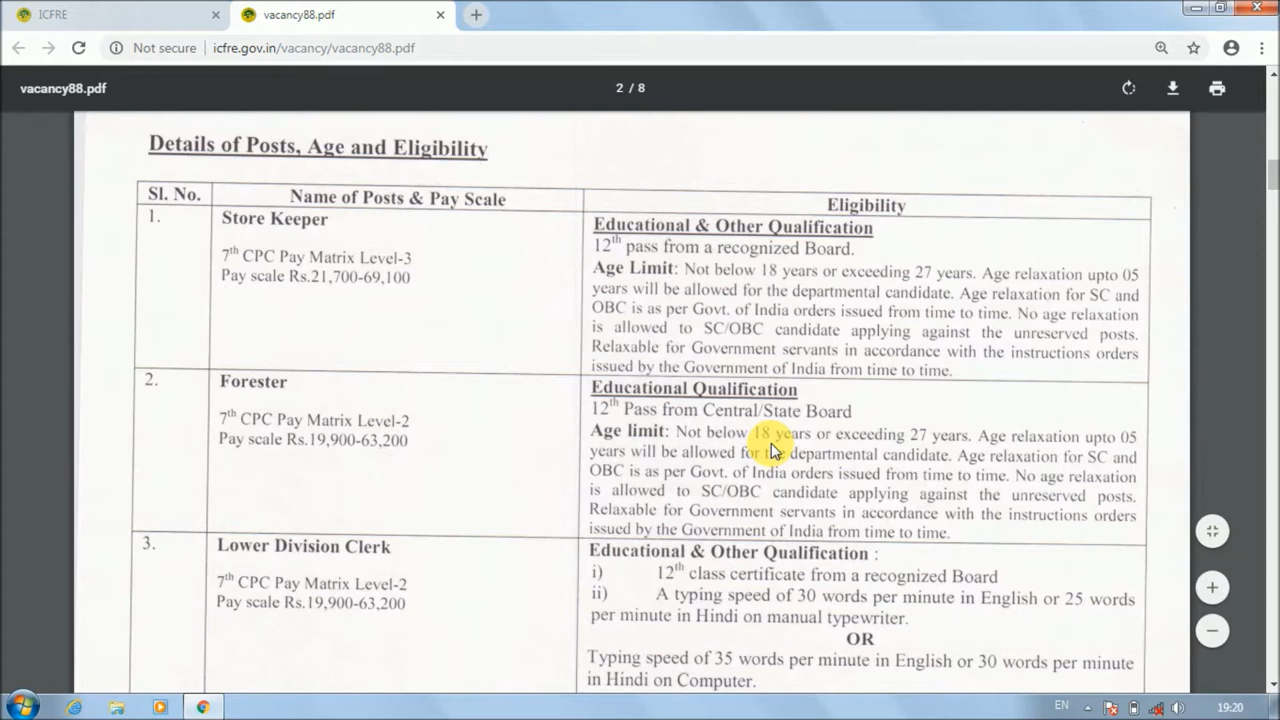 ICFRE
vacancy88.pdf
Not secure
icfre.gov.in/vacancy/vacancy88.pdf
vacancy88.pdf
2 / 8
Details of Posts, Age and Eligibility
Sl. No.
Name of Posts & Pay Scale
Eligibility
1.
Store Keeper
7th CPC Pay Matrix Level-3
Pay scale Rs.21,700-69,100
Educational & Other Qualification
12th pass from a recognized Board.
Age Limit: Not below 18 years or exceeding 27 years. Age relaxation upto 05
years will be allowed for the departmental candidate. Age relaxation for SC and
OBC is as per Govt. of India orders issued from time to time. No age relaxation
is allowed to SC/OBC candidate applying against the unreserved posts.
Relaxable for Government servants in accordance with the instructions orders
issued by the Government of India from time to time.
2.
Forester
7th CPC Pay Matrix Level-2
Pay scale Rs.19,900-63,200
Educational Qualification
12th Pass from Central/State Board
Age limit: Not below 18 years or exceeding 27 years. Age relaxation upto 05
years will be allowed for the departmental candidate. Age relaxation for SC and
OBC is as per Govt. of India orders issued from time to time. No age relaxation
is allowed to SC/OBC candidate applying against the unreserved posts.
Relaxable for Government servants in accordance with the instructions orders
issued by the Government of India from time to time.
3.
Lower Division Clerk
7th CPC Pay Matrix Level-2
Pay scale Rs.19,900-63,200
Educational & Other Qualification :
i) 12th class certificate from a recognized Board
ii) A typing speed of 30 words per minute in English or 25 words
per minute in Hindi on manual typewriter.
OR
Typing speed of 35 words per minute in English or 30 words per minute
in Hindi on Computer.
EN
19:20